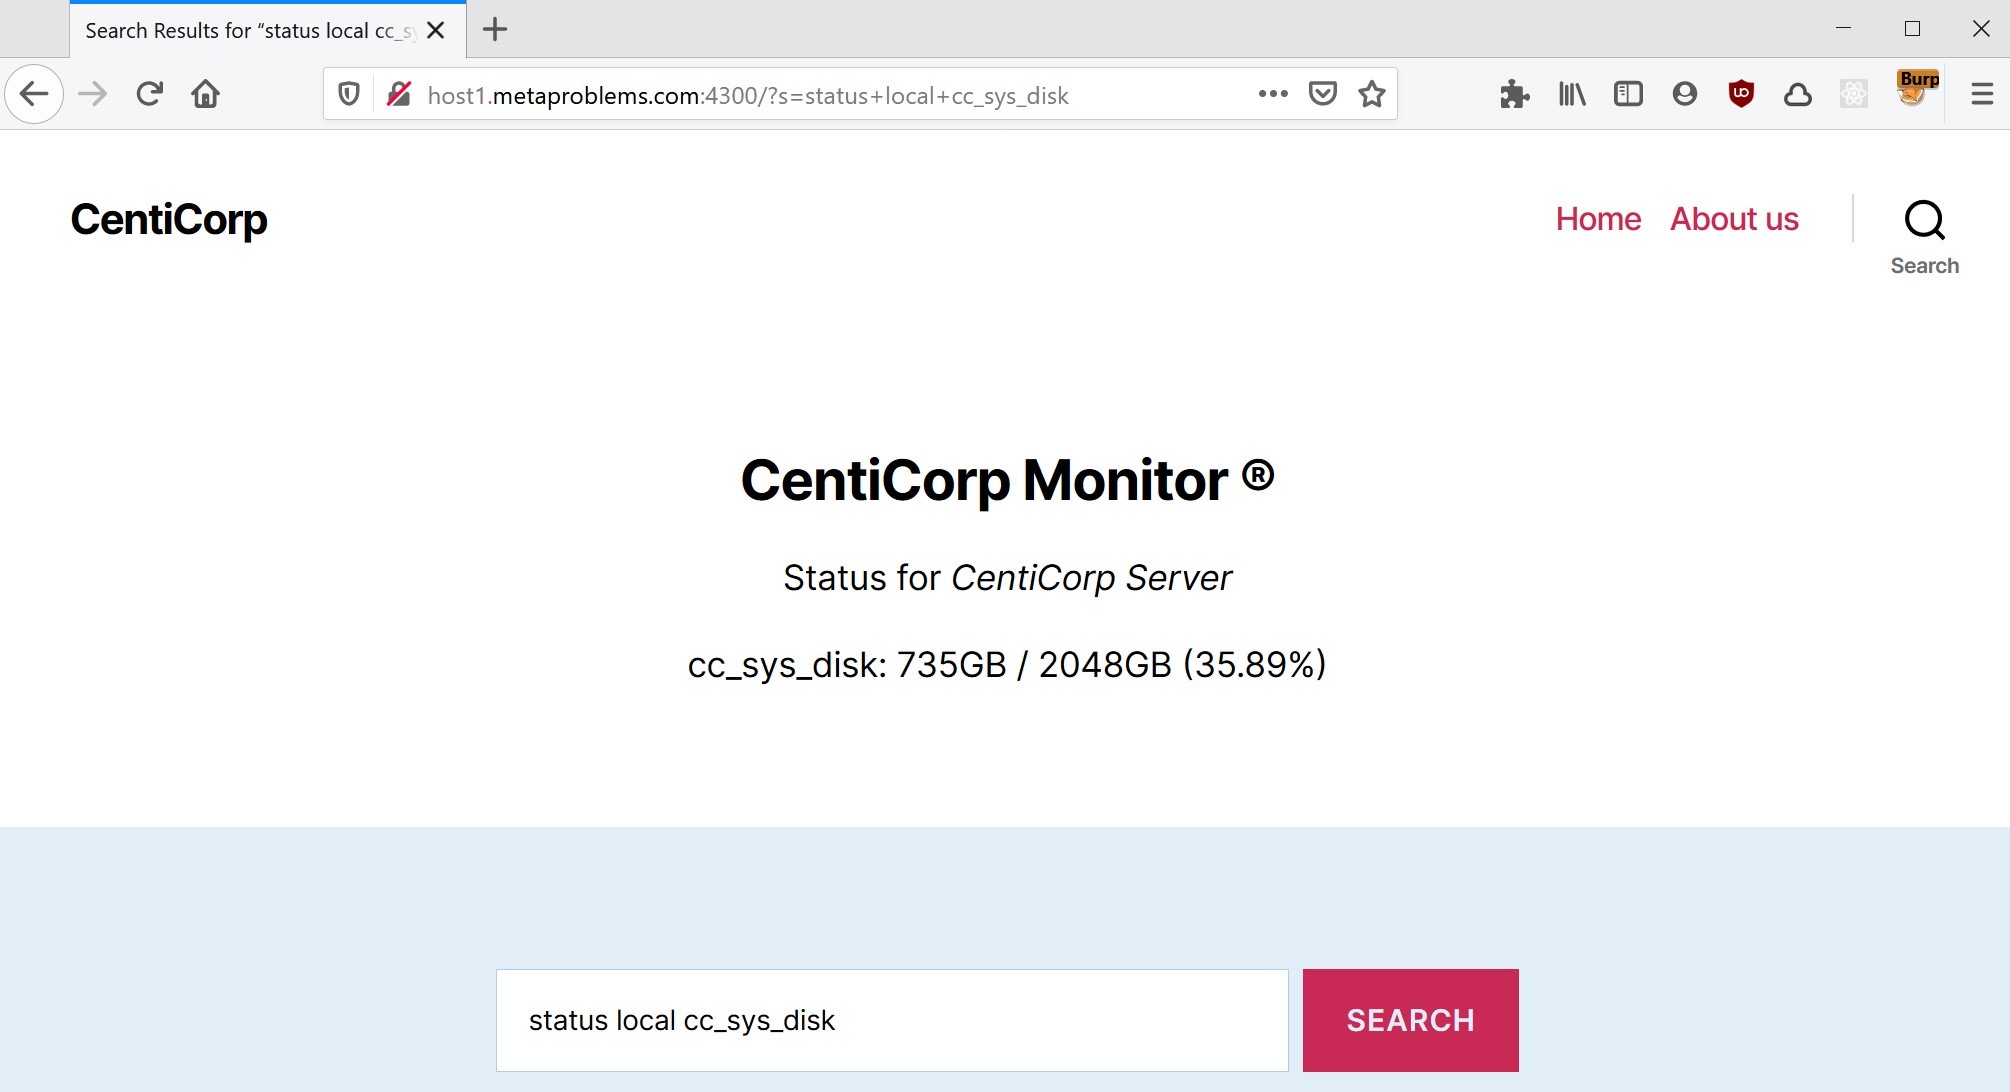 Search Results for “status local cc_sy
host1.metaproblems.com:4300/?s=status+local+cc_sys_disk
Burp
CentiCorp
Home About us
Search
CentiCorp Monitor ®
Status for CentiCorp Server
cc_sys_disk: 735GB / 2048GB (35.89%)
status local cc_sys_disk
SEARCH